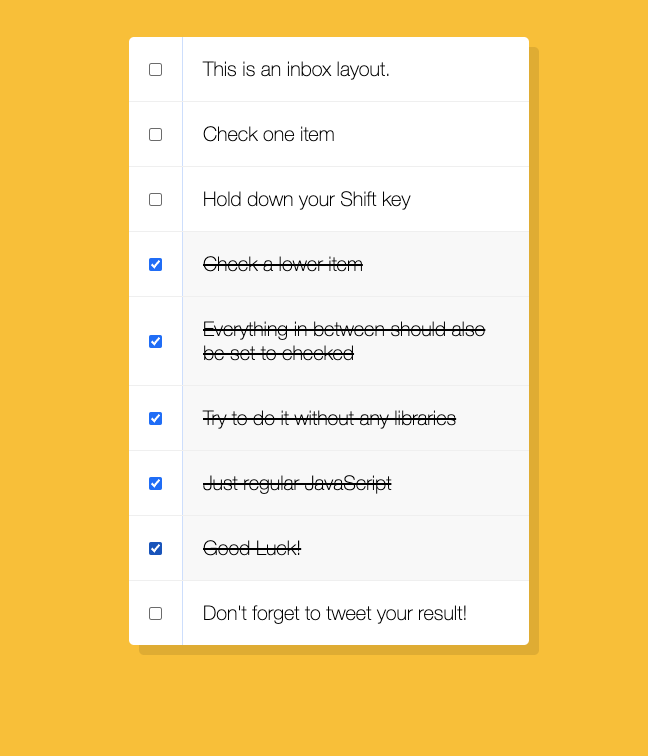 This is an inbox layout.
Check one item
Hold down your Shift key
Check a lower item
Everything in between should also
be set to checked
Try to do it without any libraries
Just regular JavaScript
Good Luck!
Don't forget to tweet your result!